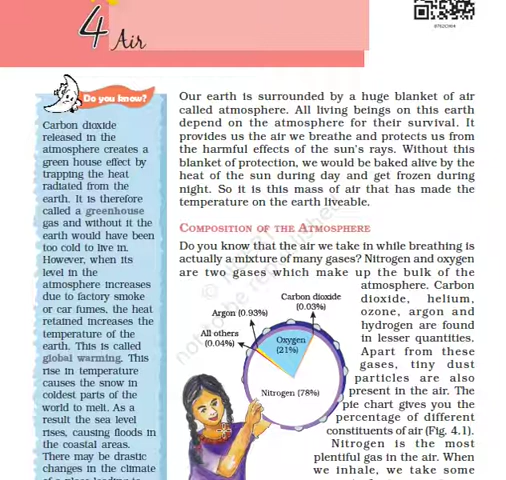 4 Air
0762CH04
Do you know?
Carbon dioxide
released in the
atmosphere creates a
green house effect by
trapping the heat
radiated from the
earth. It is therefore
called a greenhouse
gas and without it the
earth would have been
too cold to live in.
However, when its
level in the
atmosphere increases
due to factory smoke
or car fumes, the heat
retained increases the
temperature of the
earth. This is called
global warming. This
rise in temperature
causes the snow in
coldest parts of the
world to melt. As a
result the sea level
rises, causing floods in
the coastal areas.
There may be drastic
changes in the climate
of a place leading to
Our earth is surrounded by a huge blanket of air
called atmosphere. All living beings on this earth
depend on the atmosphere for their survival. It
provides us the air we breathe and protects us from
the harmful effects of the sun's rays. Without this
blanket of protection, we would be baked alive by the
heat of the sun during day and get frozen during
night. So it is this mass of air that has made the
temperature on the earth liveable.
COMPOSITION OF THE ATMOSPHERE
Do you know that the air we take in while breathing is
actually a mixture of many gases? Nitrogen and oxygen
are two gases which make up the bulk of the
atmosphere. Carbon
dioxide, helium,
ozone, argon and
hydrogen are found
in lesser quantities.
Apart from these
gases, tiny dust
particles are also
present in the air. The
pie chart gives you the
percentage of different
constituents of air (Fig. 4.1).
Nitrogen is the most
plentiful gas in the air. When
we inhale, we take some
Carbon dioxide
(0.03%)
Argon (0.93%)
All others
(0.04%)
Oxygen
(21%)
Nitrogen (78%)
not to be republished